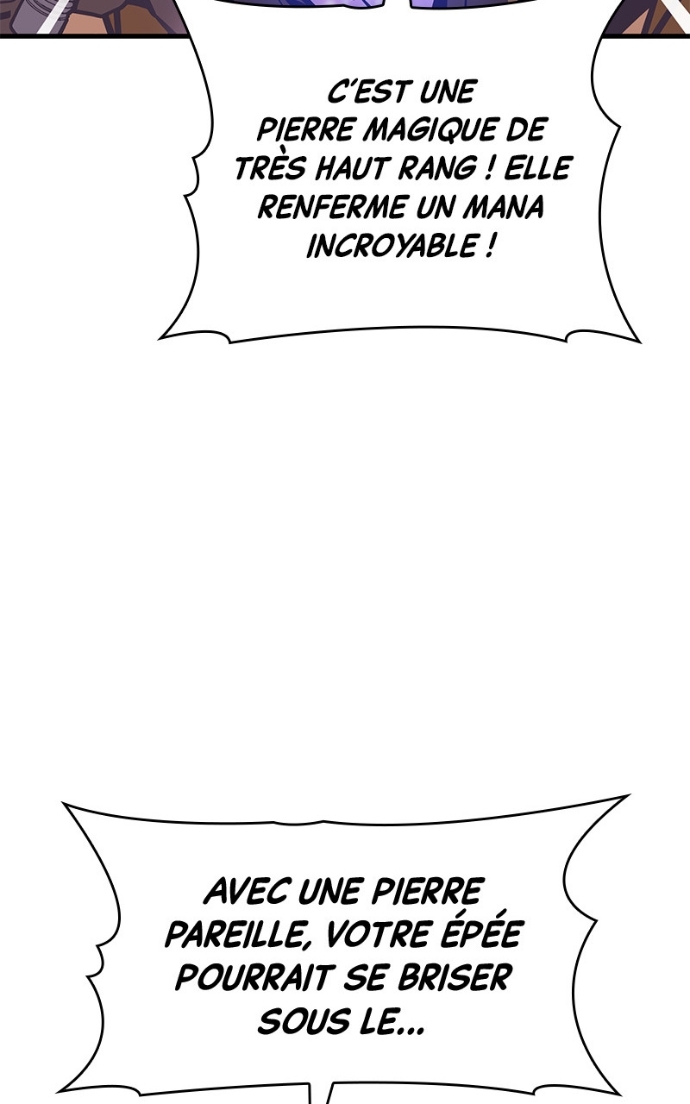 C'EST UNE
PIERRE MAGIQUE DE
TRÈS HAUT RANG ! ELLE
RENFERME UN MANA
INCROYABLE !
AVEC UNE PIERRE
PAREILLE, VOTRE ÉPÉE
POURRAIT SE BRISER
SOUS LE...